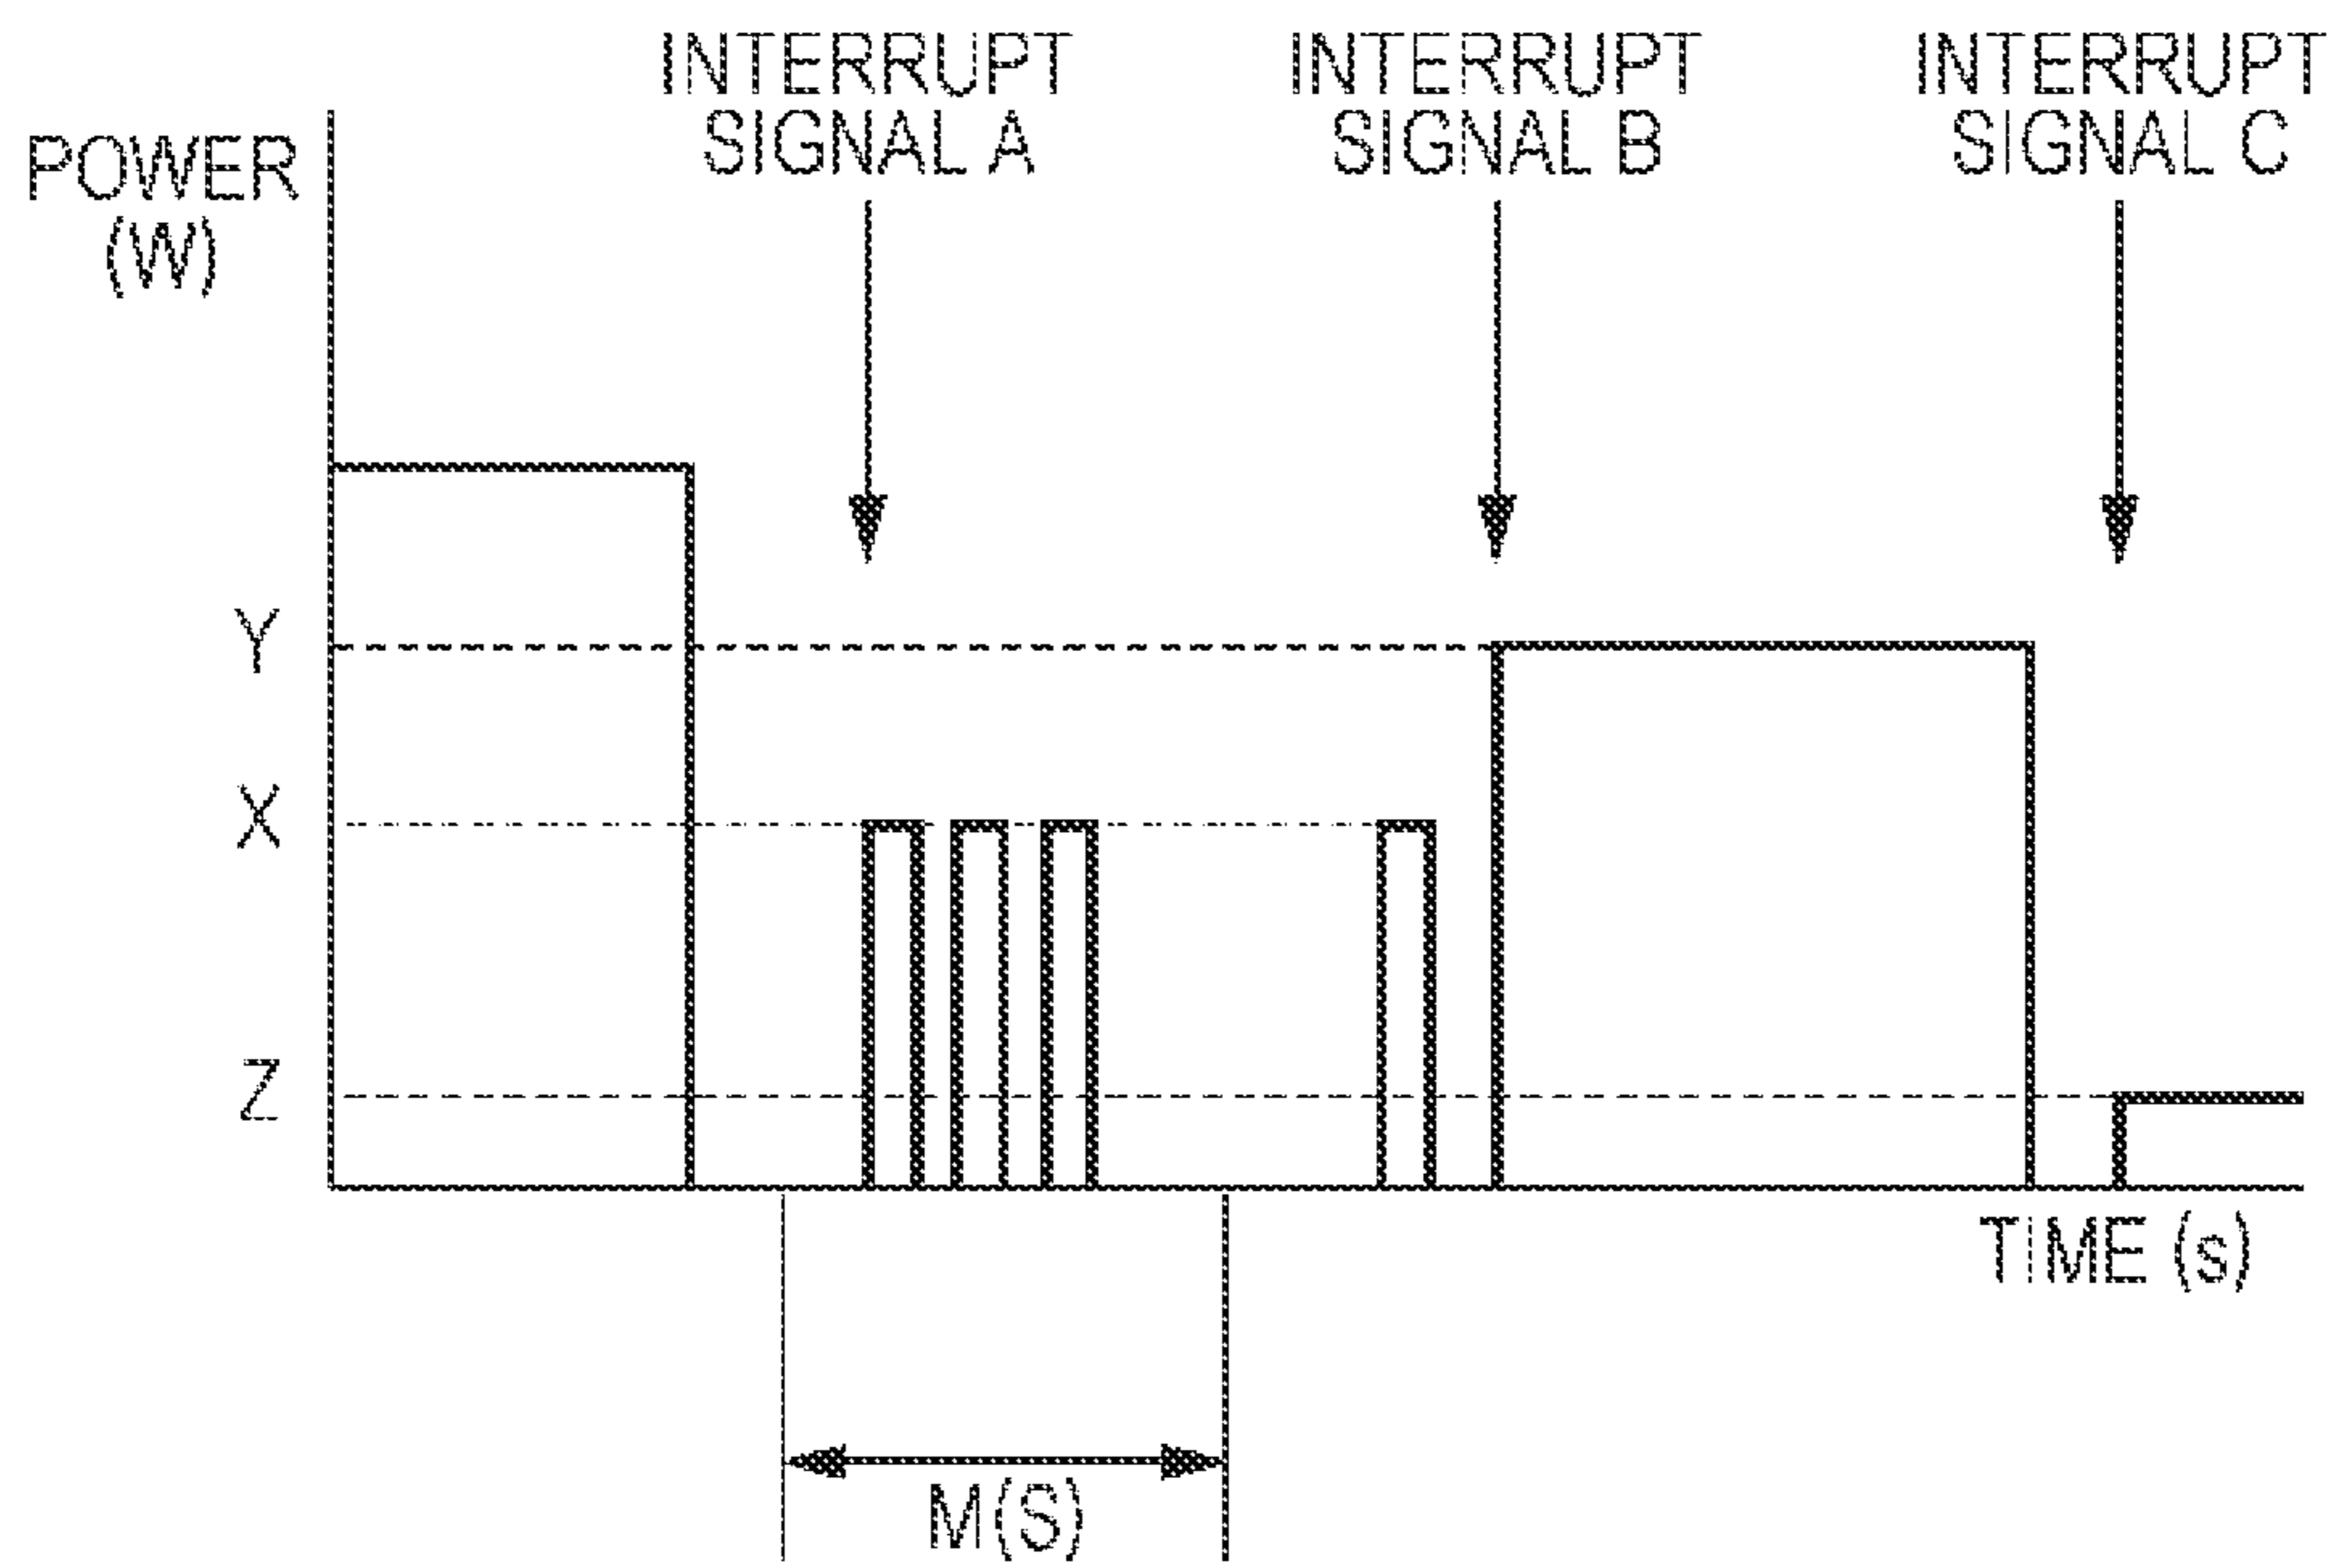 INTERRUPT
SIGNAL A
INTERRUPT
SIGNAL B
INTERRUPT
SIGNAL C
POWER
(W)
Y
X
Z
TIME (s)
M(S)